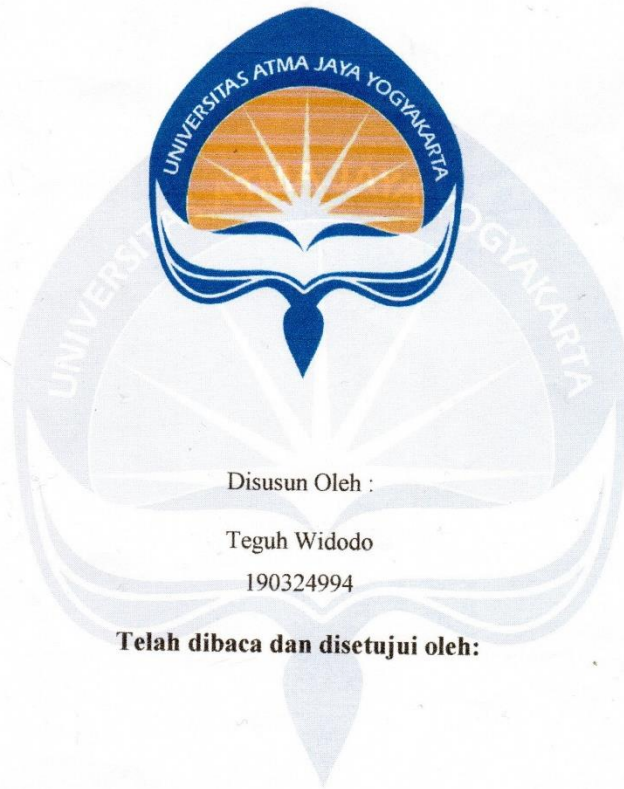 UNIVERSITAS ATMA JAYA YOGYAKARTA
Disusun Oleh :
Teguh Widodo
190324994
Telah dibaca dan disetujui oleh: